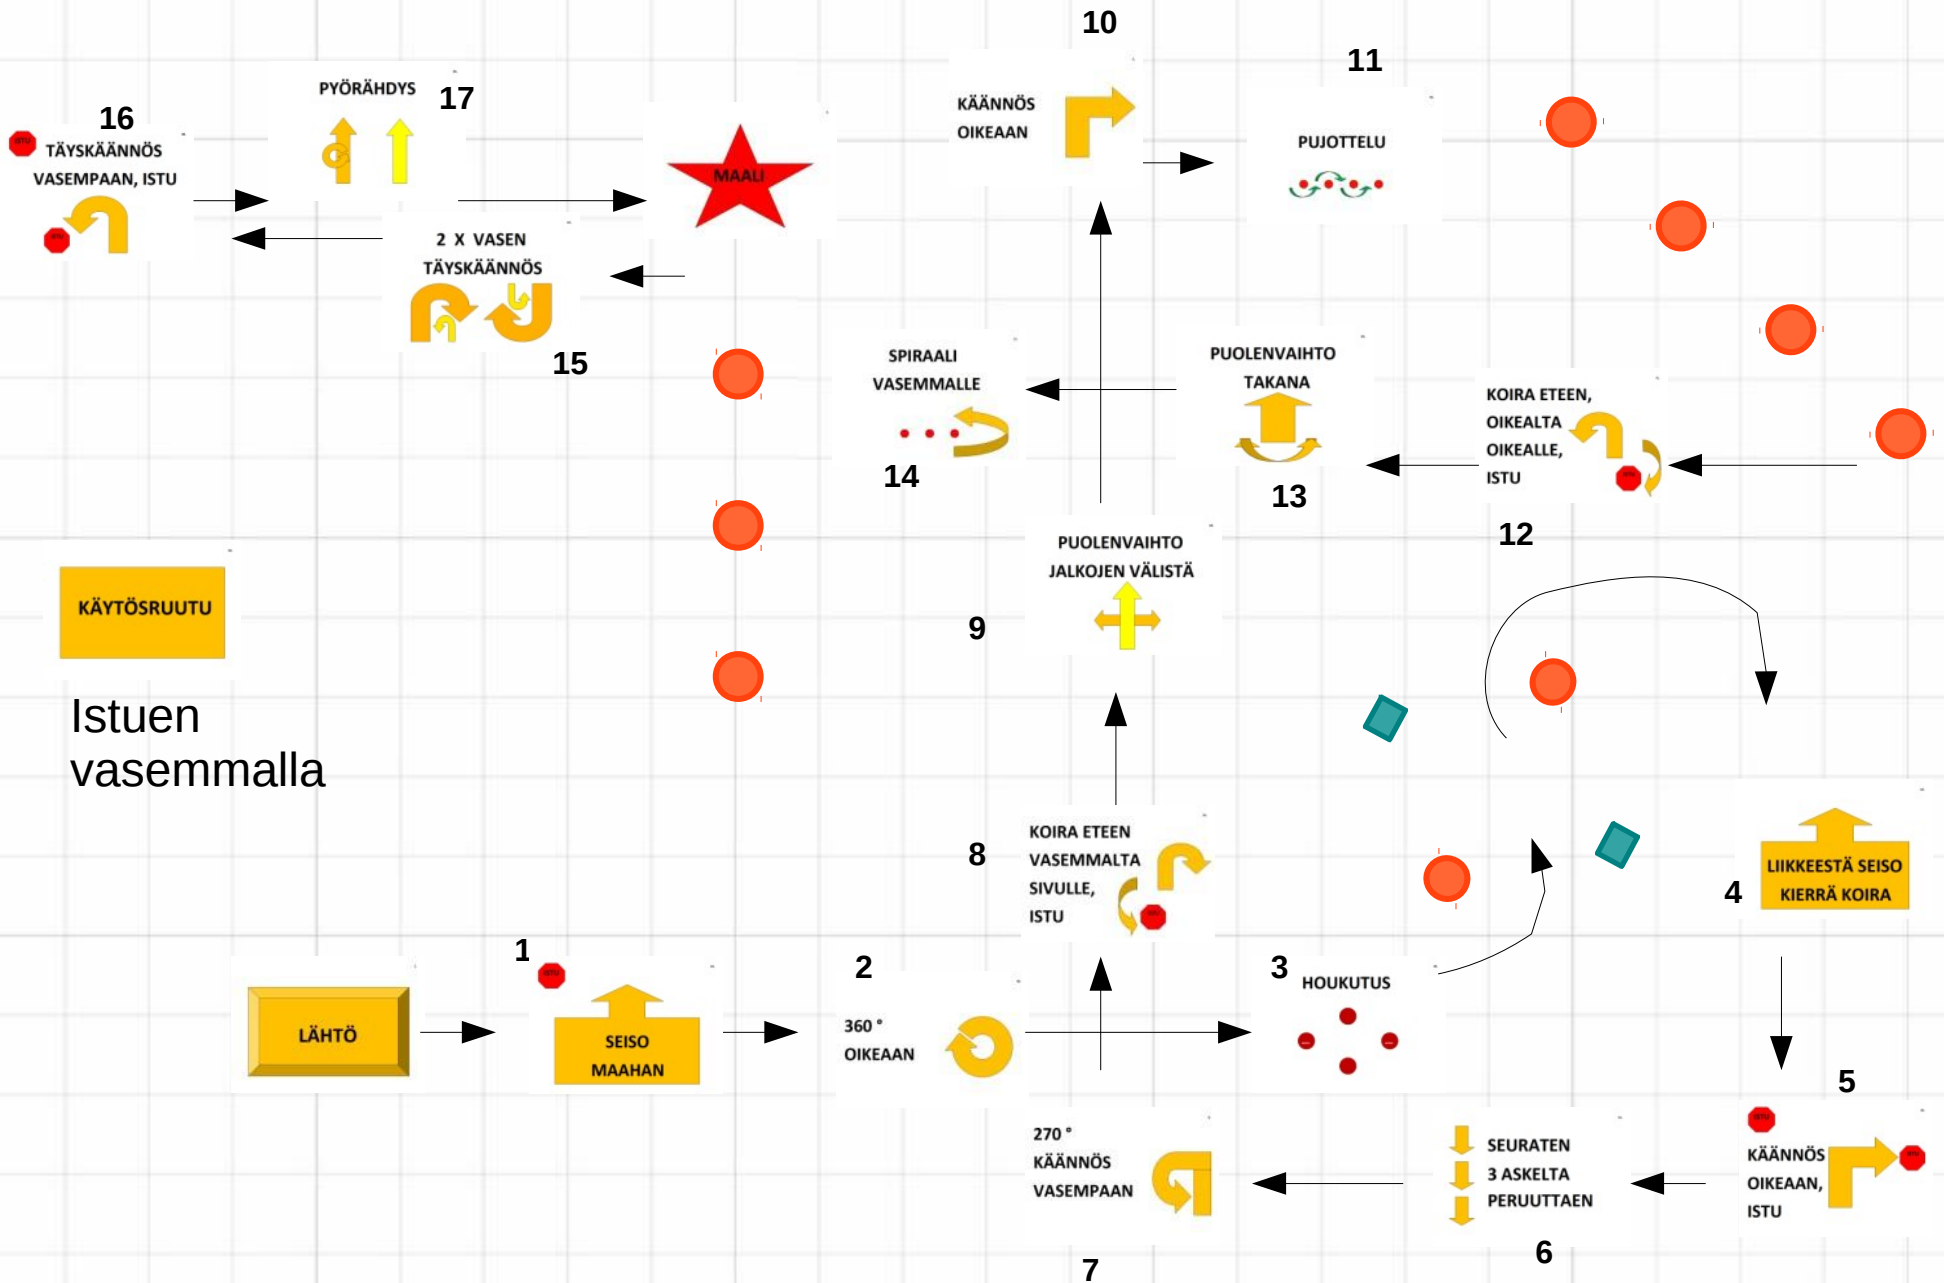 10
11
KÄÄNNÖS
OIKEAAN
PUJOTTELU
16
ISTU
TÄYSKÄÄNNÖS
VASEMPAAN, ISTU
PYÖRÄHDYS
17
MAALI
2 X VASEN
TÄYSKÄÄNNÖS
15
SPIRAALI
VASEMMALLE
14
PUOLENVAIHTO
TAKANA
13
KOIRA ETEEN,
OIKEALTA
OIKEALLE,
ISTU
12
KÄYTÖSRUUTU
Istuen
vasemmalla
PUOLENVAIHTO
JALKOJEN VÄLISTÄ
9
KOIRA ETEEN
VASEMMALTA
SIVULLE,
ISTU
8
LIIKKEESTÄ SEISO
KIERRÄ KOIRA
4
LÄHTÖ
1
ISTU
SEISO
MAAHAN
2
360 °
OIKEAAN
3
HOUKUTUS
5
ISTU
KÄÄNNÖS
OIKEAAN,
ISTU
SEURATEN
3 ASKELTA
PERUUTTAEN
6
270 °
KÄÄNNÖS
VASEMPAAN
7